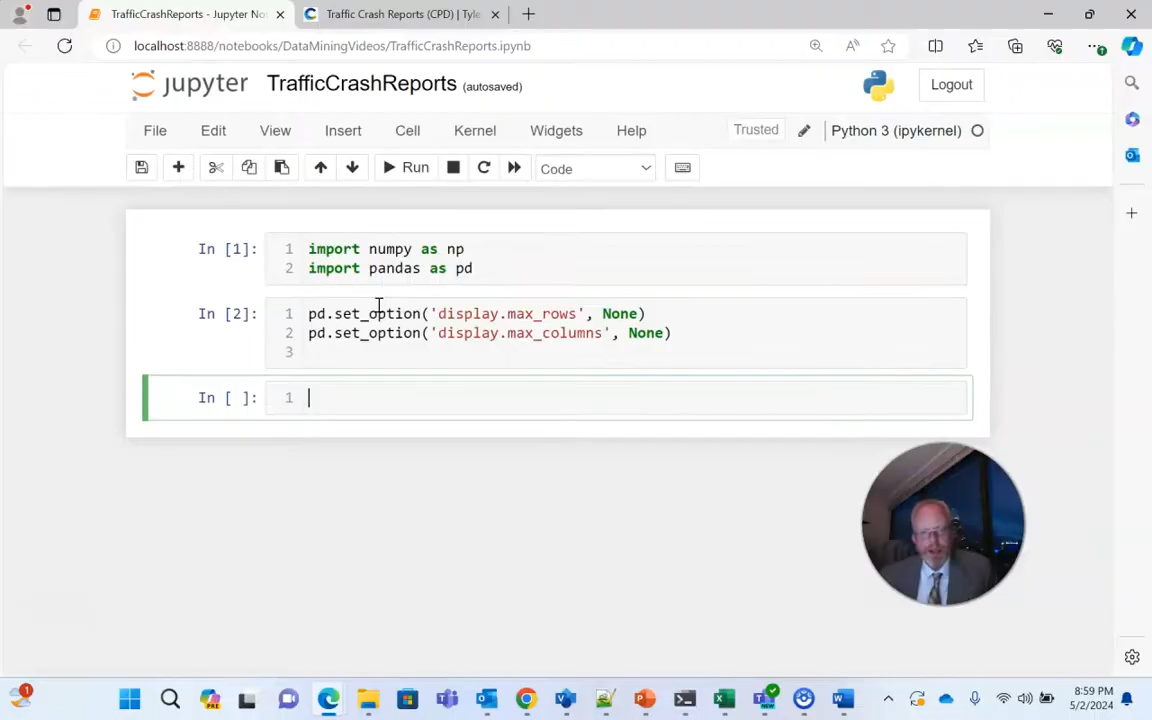 TrafficCrashReports - Jupyter No
Traffic Crash Reports (CPD) | Tyle
localhost:8888/notebooks/DataMiningVideos/TrafficCrashReports.ipynb
jupyter TrafficCrashReports (autosaved)
Logout
File Edit View Insert Cell Kernel Widgets Help Trusted Python 3 (ipykernel)
Run Code
In [1]: 1 import numpy as np
2 import pandas as pd
In [2]: 1 pd.set_option('display.max_rows', None)
2 pd.set_option('display.max_columns', None)
3
In [ ]: 1
8:59 PM
5/2/2024